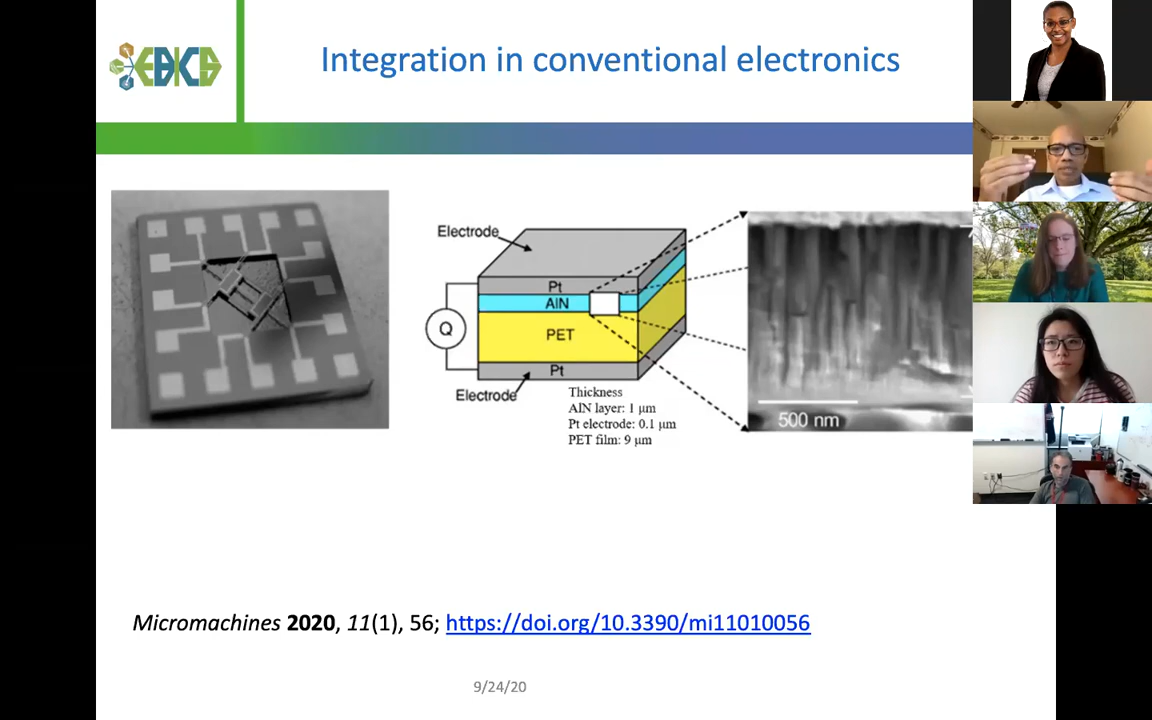 Integration in conventional electronics
Electrode
Pt
AlN
PET
Pt
Q
Electrode
Thickness
AlN layer: 1 μm
Pt electrode: 0.1 μm
PET film: 9 μm
500 nm
Micromachines 2020, 11(1), 56; https://doi.org/10.3390/mi11010056
9/24/20